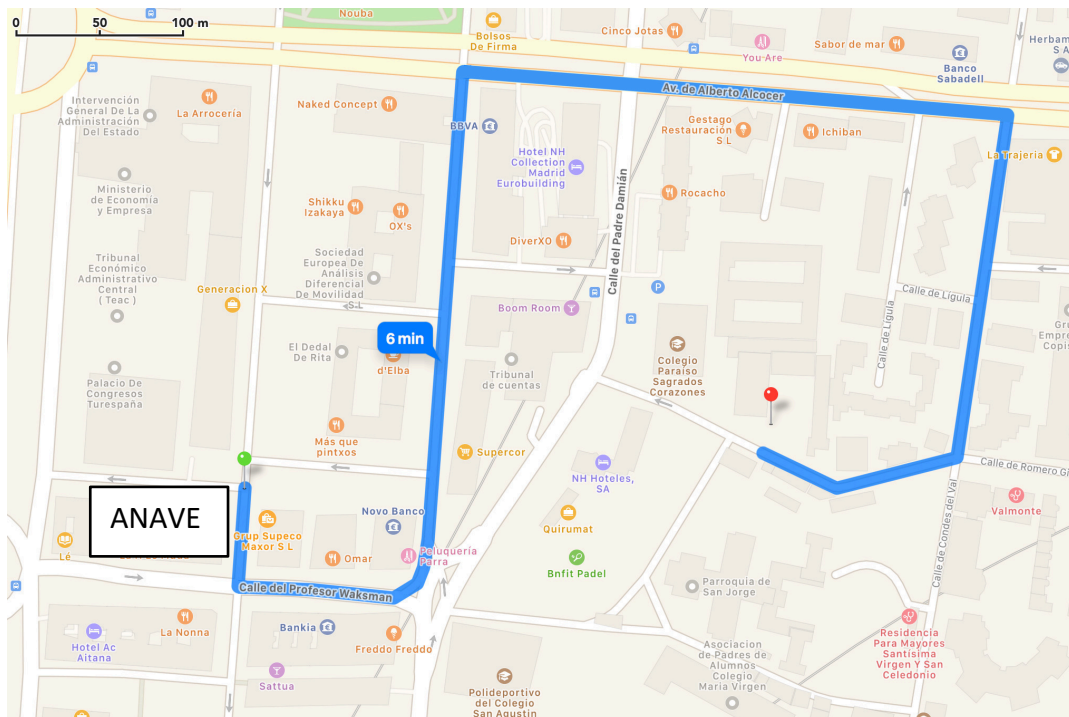 0 50 100 m
Nouba
Bolsos
De Firma
Cinco Jotas
You Are
Sabor de mar
Banco
Sabadell
Herbam
S A
Av. de Alberto Alcocer
Intervención
General De La
Administración
Del Estado
La Arrocería
Naked Concept
BBVA
Gestago
Restauración
S L
Ichiban
La Trajeria
Hotel NH
Collection
Madrid
Eurobuilding
Calle del Padre Damián
Ministerio
de Economía
y Empresa
Shikku
Izakaya
OX's
Rocacho
DiverXO
Tribunal
Económico
Administrativo
Central
( Teac )
Sociedad
Europea De
Análisis
Diferencial
De Movilidad
S.L
Generacion X
Boom Room
P
Calle de Ligula
Calle de Ligula
Gru
Empre
Copis
6 min
El Dedal
De Rita
d'Elba
Tribunal
de cuentas
Colegio
Paraiso
Sagrados
Corazones
Palacio De
Congresos
Turespaña
Más que
pintxos
Supercor
NH Hoteles,
SA
Calle de Romero Gi
Calle de Condes del Val
Valmonte
ANAVE
Novo Banco
Grup Supeco
Maxor S L
Quirumat
Lé
Omar
Peluquería
Parra
Bnfit Padel
Calle del Profesor Waksman
Parroquia de
San Jorge
La Nonna
Bankia
Freddo Freddo
Hotel Ac
Aitana
Sattua
Asociacion
de Padres de
Alumnos
Colegio
Maria Virgen
Residencia
Para Mayores
Santísima
Virgen Y San
Celedonio
Polideportivo
del Colegio
San Agustin